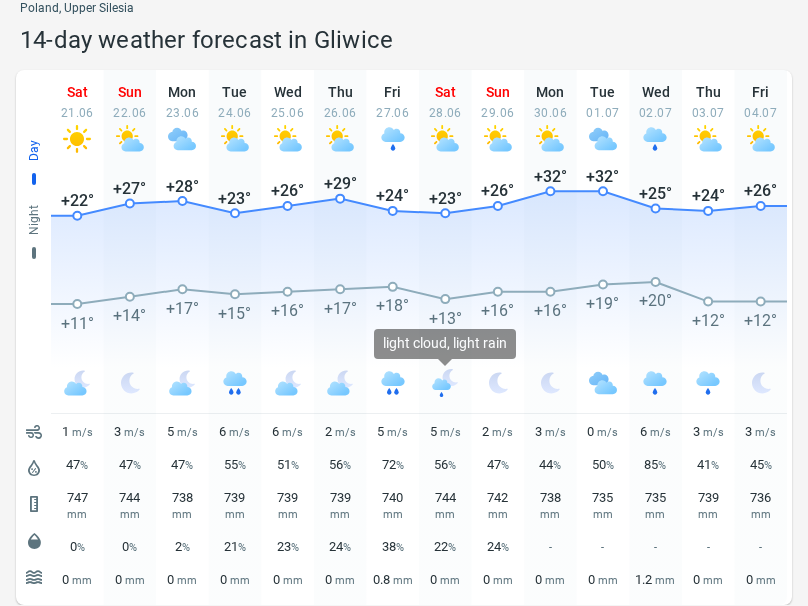 Poland, Upper Silesia
14-day weather forecast in Gliwice
Sat Sun Mon Tue Wed Thu Fri Sat Sun Mon Tue Wed Thu Fri
21.06 22.06 23.06 24.06 25.06 26.06 27.06 28.06 29.06 30.06 01.07 02.07 03.07 04.07
Day
+22° +27° +28° +23° +26° +29° +24° +23° +26° +32° +32° +25° +24° +26°
Night
+11° +14° +17° +15° +16° +17° +18° +13° +16° +16° +19° +20° +12° +12°
light cloud, light rain
1 m/s 3 m/s 5 m/s 6 m/s 6 m/s 2 m/s 5 m/s 5 m/s 2 m/s 3 m/s 0 m/s 6 m/s 3 m/s 3 m/s
47% 47% 47% 55% 51% 56% 72% 56% 47% 44% 50% 85% 41% 45%
747 744 738 739 739 739 740 744 742 738 735 735 739 736
mm mm mm mm mm mm mm mm mm mm mm mm mm mm
0% 0% 2% 21% 23% 24% 38% 22% 24% - - - - -
0 mm 0 mm 0 mm 0 mm 0 mm 0 mm 0.8 mm 0 mm 0 mm 0 mm 0 mm 1.2 mm 0 mm 0 mm